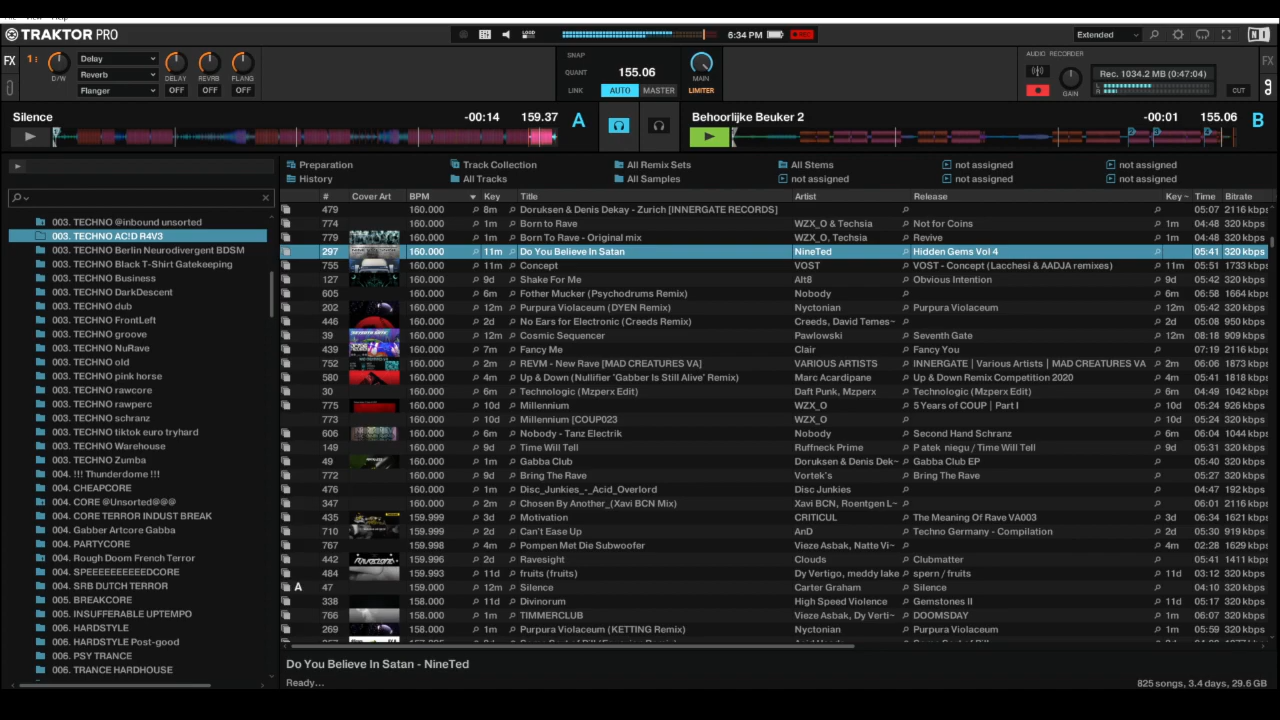 TRAKTOR PRO
LOAD
6:34 PM
REC
Extended
FX
1
D/W
Delay
Reverb
Flanger
DELAY
REVRB
FLANG
OFF
OFF
OFF
SNAP
QUANT
LINK
155.06
AUTO
MASTER
MAIN
LIMITER
AUDIO RECORDER
GAIN
Rec. 1034.2 MB (0:47:04)
L
R
CUT
FX
Silence
-00:14
159.37
A
Behoorlijke Beuker 2
-00:01
155.06
B
Preparation Track Collection All Remix Sets All Stems not assigned not assigned
History All Tracks All Samples not assigned not assigned not assigned
# Cover Art BPM Key Title Artist Release Key~ Time Bitrate
003. TECHNO @inbound unsorted
003. TECHNO AC!D R4V3
003. TECHNO Berlin Neurodivergent BDSM
003. TECHNO Black T-Shirt Gatekeeping
003. TECHNO Business
003. TECHNO DarkDescent
003. TECHNO dub
003. TECHNO FrontLeft
003. TECHNO groove
003. TECHNO NuRave
003. TECHNO old
003. TECHNO pink horse
003. TECHNO rawcore
003. TECHNO rawperc
003. TECHNO schranz
003. TECHNO tiktok euro tryhard
003. TECHNO Warehouse
003. TECHNO Zumba
004. !!! Thunderdome !!!
004. CHEAPCORE
004. CORE @Unsorted@@@
004. CORE TERROR INDUST BREAK
004. Gabber Artcore Gabba
004. PARTYCORE
004. Rough Doom French Terror
004. SPEEEEEEEEDCORE
004. SRB DUTCH TERROR
005. BREAKCORE
005. INSUFFERABLE UPTEMPO
006. HARDSTYLE
006. HARDSTYLE Post-good
006. PSY TRANCE
006. TRANCE HARDHOUSE
479 160.000 8m Doruksen & Denis Dekay - Zurich [INNERGATE RECORDS] 05:07 2116 kbps
774 160.000 1m Born to Rave WZX_O & Techsia Not for Coins 1m 04:48 320 kbps
779 160.000 1m Born To Rave - Original mix WZX_O, Techsia Revive 1m 04:48 320 kbps
297 160.000 11m Do You Believe In Satan NineTed Hidden Gems Vol 4 05:41 320 kbps
755 160.000 11m Concept VOST VOST - Concept (Lacchesi & AADJA remixes) 11m 05:51 1733 kbps
127 160.000 9d Shake For Me Alt8 Obvious Intention 9d 05:42 320 kbps
605 160.000 6m Fother Mucker (Psychodrums Remix) Nobody 6m 06:58 1664 kbps
202 160.000 12m Purpura Violaceum (DYEN Remix) Nyctonian Purpura Violaceum 12m 05:42 320 kbps
446 160.000 2d No Ears for Electronic (Creeds Remix) Creeds, David Temes~ 2d 05:08 950 kbps
39 160.000 12m Cosmic Sequencer Pawlowski Seventh Gate 12m 08:18 909 kbps
439 160.000 7m Fancy Me Clair Fancy You 07:19 2116 kbps
752 160.000 2m REVM - New Rave [MAD CREATURES VA] VARIOUS ARTISTS INNERGATE | Various Artists | MAD CREATURES VA 2m 06:06 1873 kbps
580 160.000 6m Up & Down (Nullifier 'Gabber Is Still Alive' Remix) Marc Acardipane Up & Down Remix Competition 2020 6m 05:41 1818 kbps
30 160.000 6m Technologic (Mzperx Edit) Daft Punk, Mzperx Technologic (Mzperx Edit) 6m 04:49 1042 kbps
775 160.000 10d Millennium WZX_O 5 Years of COUP | Part I 10d 05:24 926 kbps
773 160.000 10d Millennium [COUP023 05:24 2116 kbps
606 160.000 6m Nobody - Tanz Electrik Nobody Second Hand Schranz 6m 06:04 1044 kbps
149 160.000 9d Time Will Tell Ruffneck Prime P atek niegu / Time Will Tell 9d 05:31 320 kbps
49 160.000 1m Gabba Club Doruksen & Denis Dek~ Gabba Club EP 05:40 320 kbps
772 160.000 9d Bring The Rave Vortek's Bring The Rave 05:27 320 kbps
476 160.000 1m Disc_Junkies_-_Acid_Overlord Disc Junkies 04:47 192 kbps
347 160.000 2m Chosen By Another_(Xavi BCN Mix) Xavi BCN, Roentgen L~ 06:01 2116 kbps
435 159.999 3d Motivation CRITICUL The Meaning Of Rave VA003 3d 06:34 1621 kbps
710 159.999 2d Can't Ease Up AnD Techno Germany - Compilation 2d 05:30 919 kbps
767 159.998 4m Pompen Met Die Subwoofer Vieze Asbak, Natte Vi~ 4m 02:28 1629 kbps
442 159.996 2d Ravesight Clouds Clubmatter 05:41 1411 kbps
484 159.993 11d fruits (fruits) Dy Vertigo, meddy lake spern / fruits 11d 03:12 320 kbps
A 47 159.000 12m Silence Carter Graham Silence 04:10 320 kbps
338 158.000 11d Divinorum High Speed Violence Gemstones II 05:17 320 kbps
766 158.000 1m TIMMERCLUB Vieze Asbak, Dy Verti~ DOOMSDAY 06:07 320 kbps
269 158.000 1m Purpura Violaceum (KETTING Remix) Nyctonian Purpura Violaceum 1m 05:59 320 kbps
Do You Believe In Satan - NineTed
Ready...
825 songs, 3.4 days, 29.6 GB